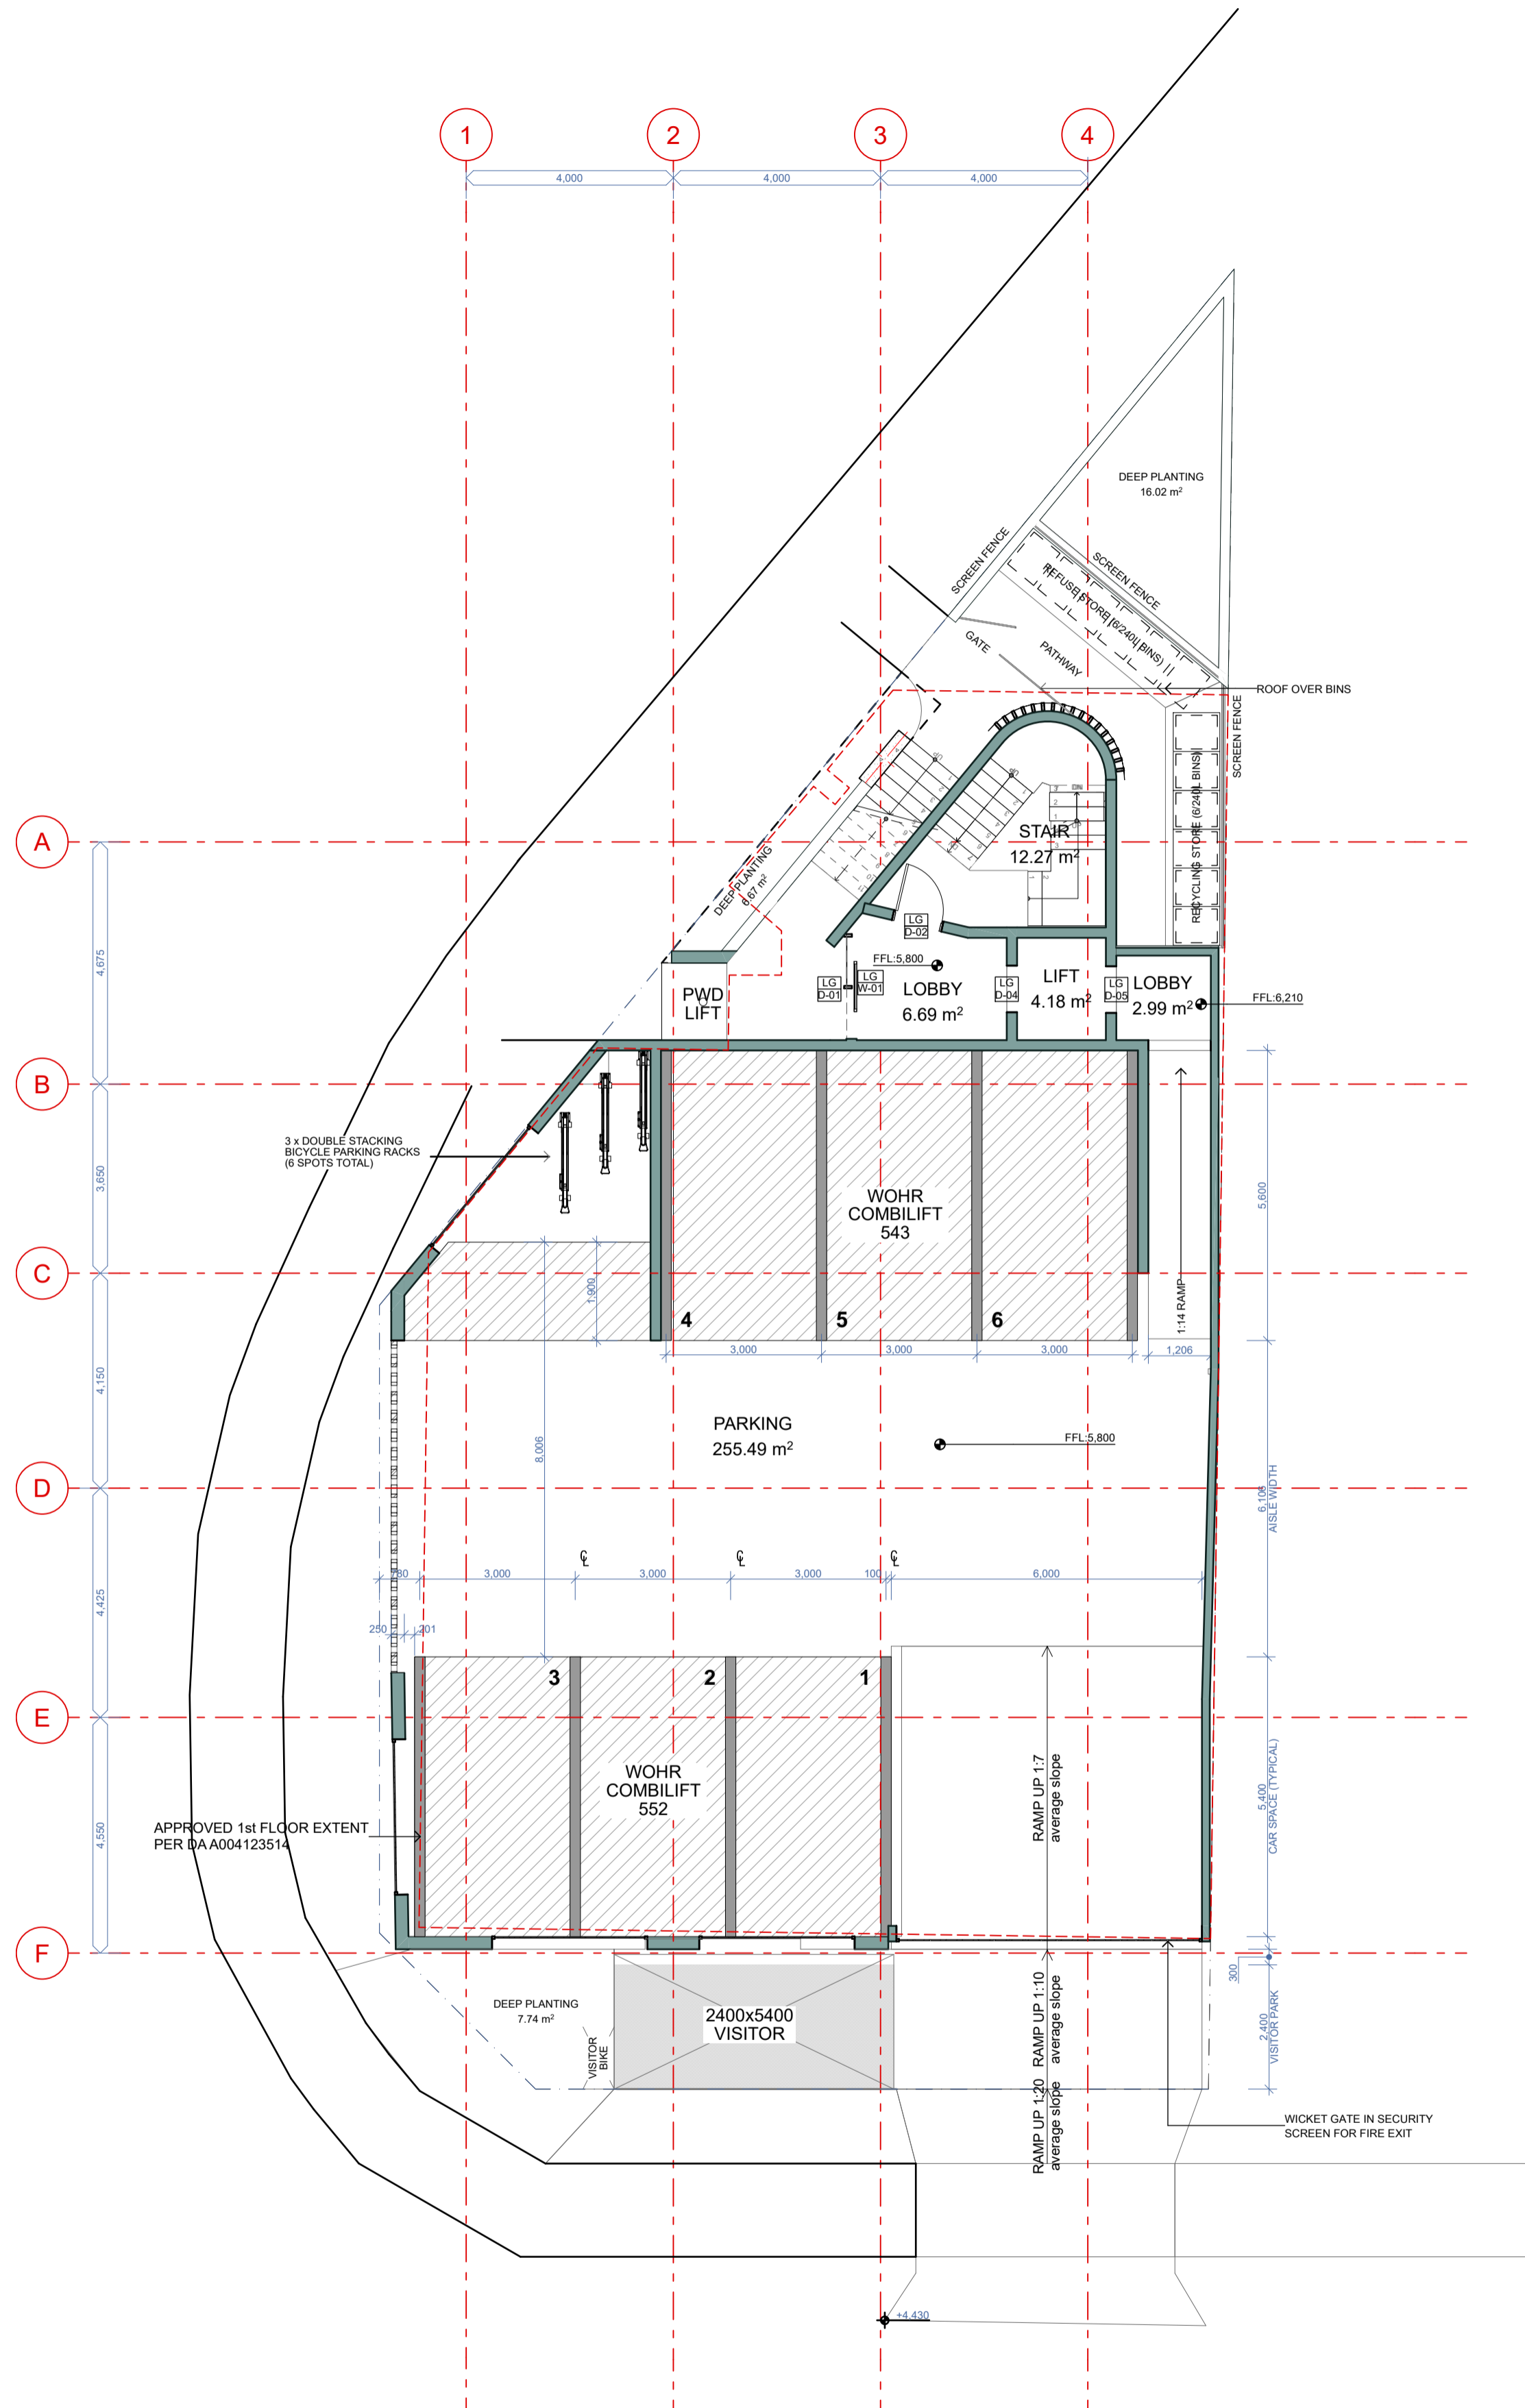 1
2
3
4
4,000
4,000
4,000
DEEP PLANTING
16.02 m²
SCREEN FENCE
SCREEN FENCE
REFUSE STORE (6/240L BINS)
GATE
PATHWAY
ROOF OVER BINS
SCREEN FENCE
RECYCLING STORE (6/240L BINS)
UP
UP
DN
A
STAIR
12.27 m²
DEEP PLANTING
6.67 m²
LG
D-02
FFL:5,800
4,675
PWD
LIFT
LG
D-01
LG
W-01
LOBBY
6.69 m²
LG
D-04
LIFT
4.18 m²
LG
D-05
LOBBY
2.99 m²
FFL:6,210
B
3 x DOUBLE STACKING
BICYCLE PARKING RACKS
(6 SPOTS TOTAL)
3,650
WOHR
COMBILIFT
543
5,600
C
1,900
1:14 RAMP
4
5
6
3,000
3,000
3,000
1,206
4,150
PARKING
255.49 m²
FFL:5,800
8,006
D
6,106
AISLE WIDTH
3,000
3,000
3,000
100
6,000
4,425
250
201
3
2
1
E
WOHR
COMBILIFT
552
RAMP UP 1:7
average slope
5,400
CAR SPACE (TYPICAL)
4,550
APPROVED 1st FLOOR EXTENT
PER DA A004123514
F
300
DEEP PLANTING
7.74 m²
VISITOR
BIKE
2400x5400
VISITOR
RAMP UP 1:10
average slope
2,400
VISITOR PARK
RAMP UP 1:20
average slope
WICKET GATE IN SECURITY
SCREEN FOR FIRE EXIT
+4,430